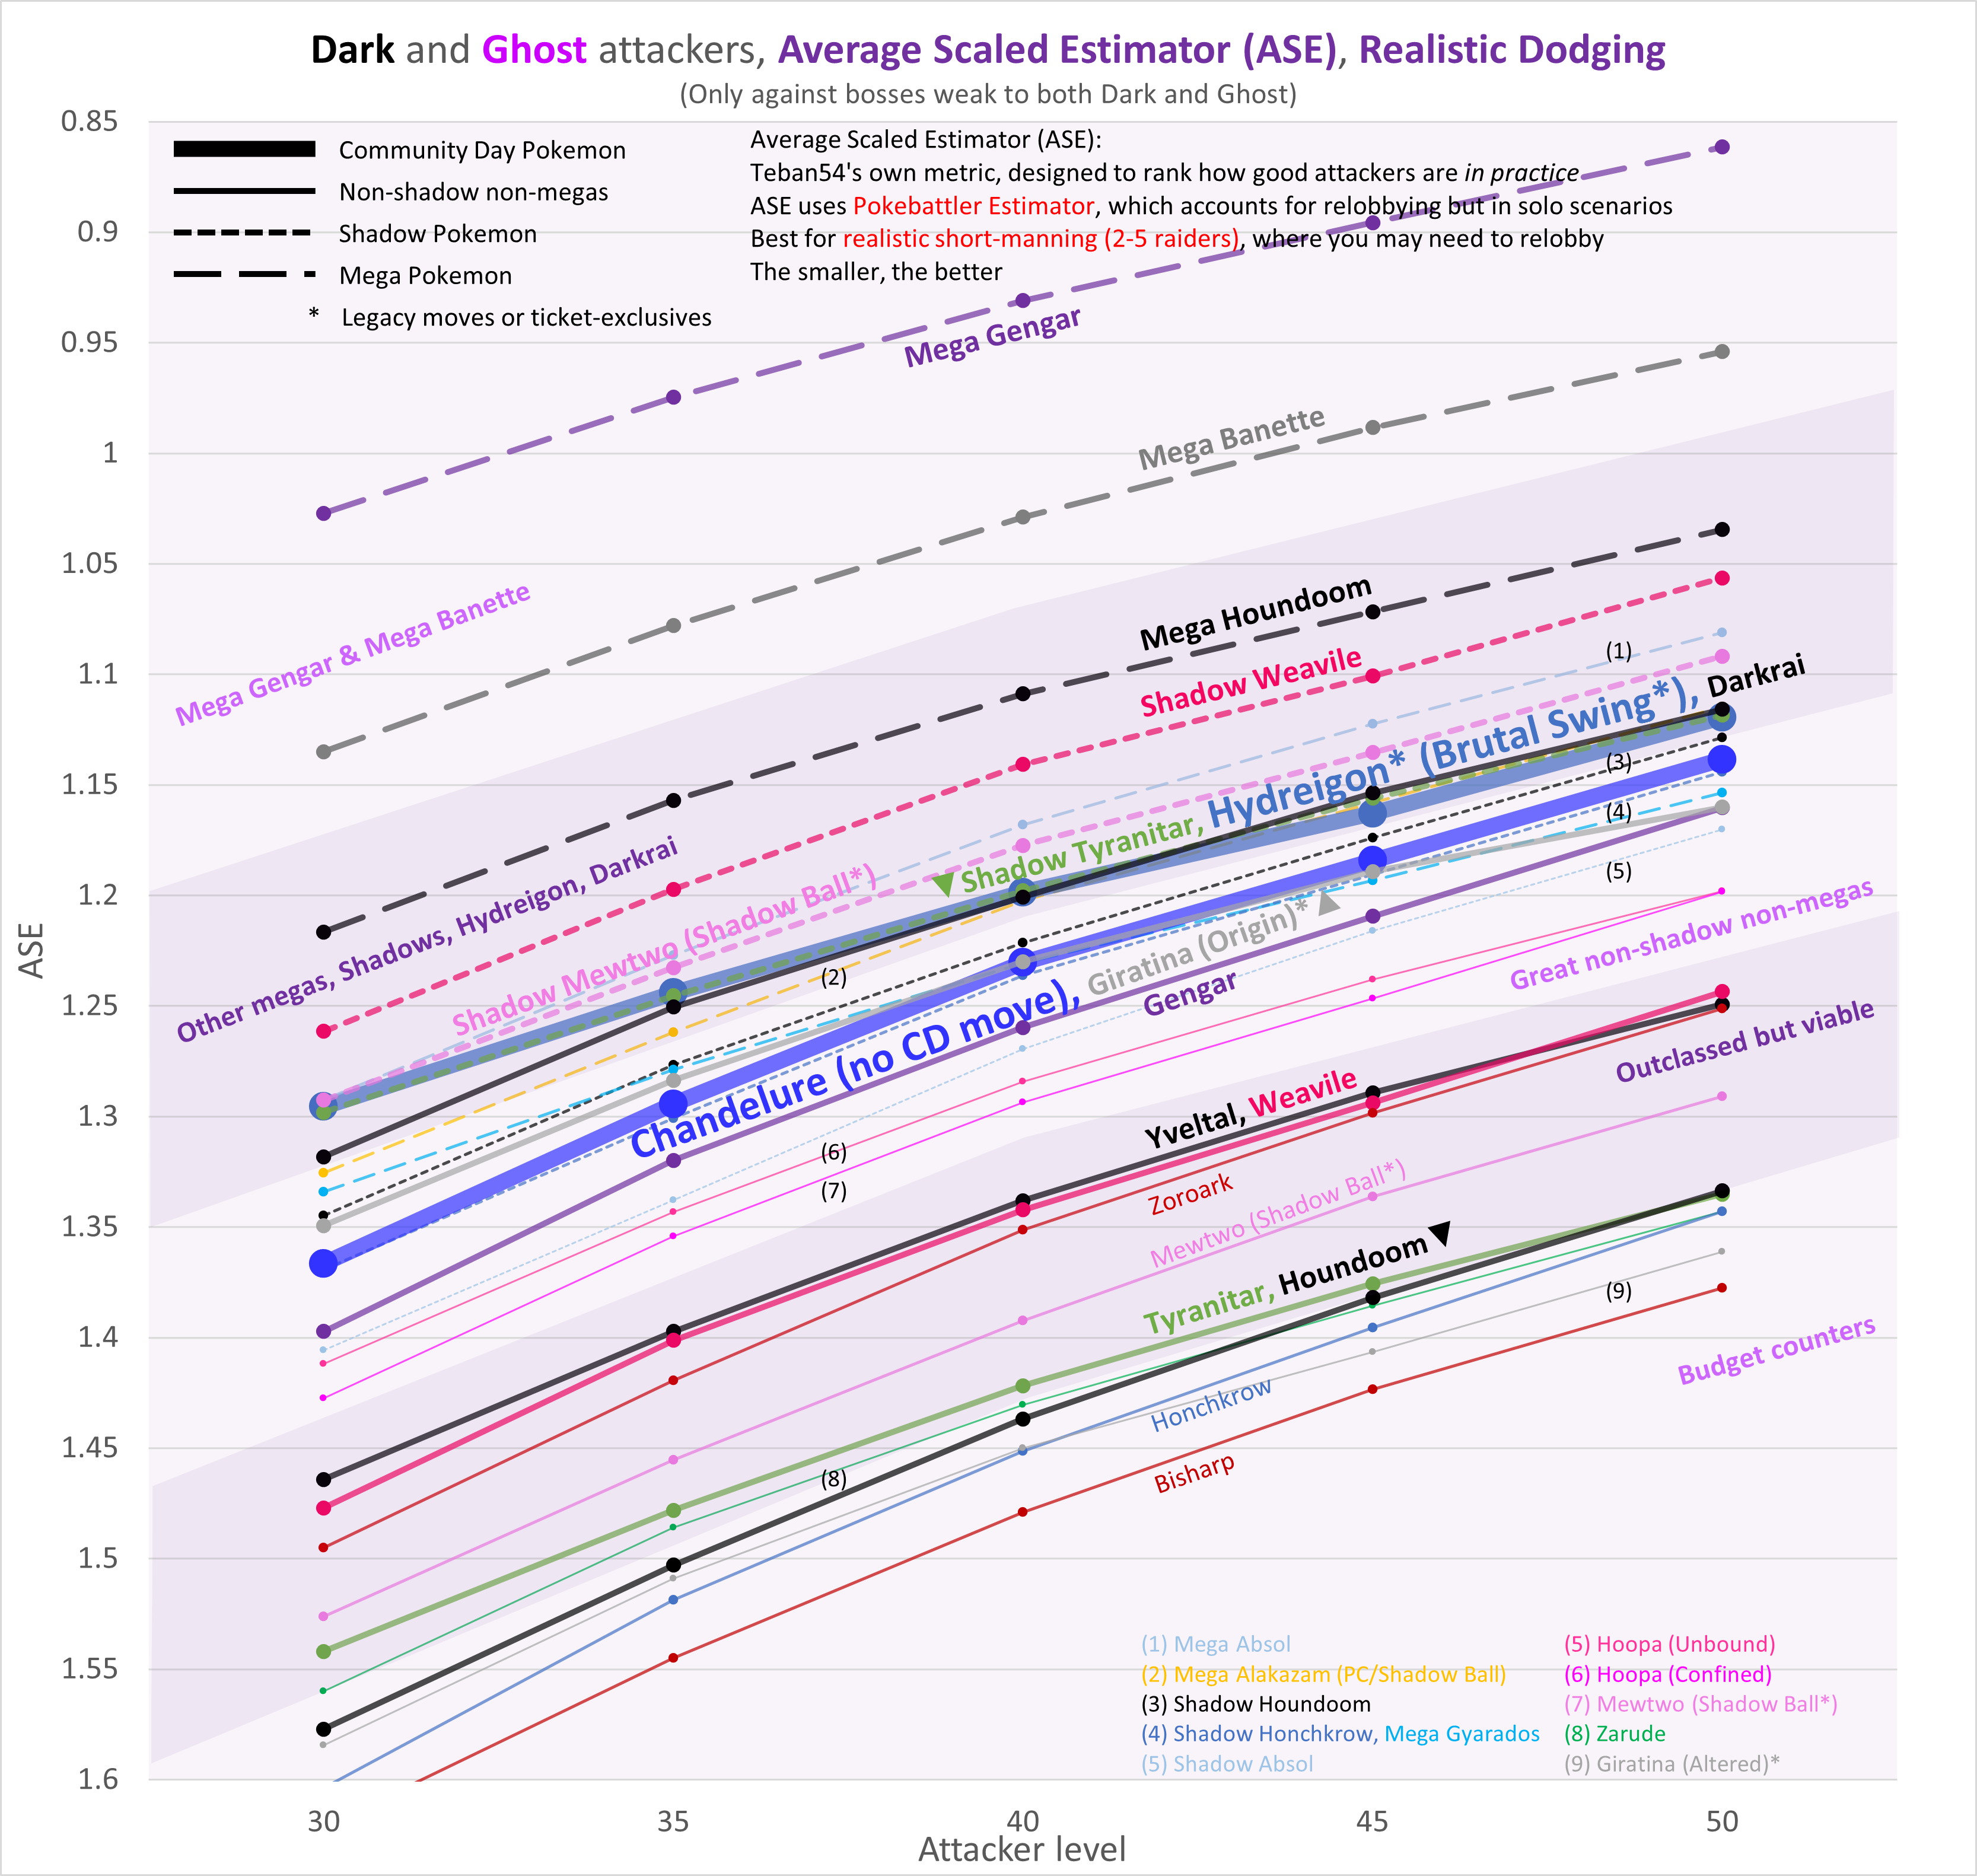 Dark and Ghost attackers, Average Scaled Estimator (ASE), Realistic Dodging
(Only against bosses weak to both Dark and Ghost)
Community Day Pokemon
Non-shadow non-megas
Shadow Pokemon
Mega Pokemon
* Legacy moves or ticket-exclusives
Average Scaled Estimator (ASE):
Teban54's own metric, designed to rank how good attackers are in practice
ASE uses Pokebattler Estimator, which accounts for relobbying but in solo scenarios
Best for realistic short-manning (2-5 raiders), where you may need to relobby
The smaller, the better
0.85
0.9
0.95
1
1.05
1.1
1.15
1.2
1.25
1.3
1.35
1.4
1.45
1.5
1.55
1.6
ASE
Mega Gengar
Mega Banette
Mega Gengar & Mega Banette
Mega Houndoom
Shadow Weavile
(1)
Other megas, Shadows, Hydreigon, Darkrai
Shadow Mewtwo (Shadow Ball*)
Shadow Tyranitar, Hydreigon* (Brutal Swing*), Darkrai
(2)
(3)
(4)
(5)
Chandelure (no CD move), Giratina (Origin)*
Gengar
Great non-shadow non-megas
Outclassed but viable
(6)
(7)
Yveltal, Weavile
Zoroark
Mewtwo (Shadow Ball*)
Tyranitar, Houndoom
(9)
Honchkrow
Budget counters
(8)
Bisharp
(1) Mega Absol
(2) Mega Alakazam (PC/Shadow Ball)
(3) Shadow Houndoom
(4) Shadow Honchkrow, Mega Gyarados
(5) Shadow Absol
(5) Hoopa (Unbound)
(6) Hoopa (Confined)
(7) Mewtwo (Shadow Ball*)
(8) Zarude
(9) Giratina (Altered)*
30
35
40
45
50
Attacker level